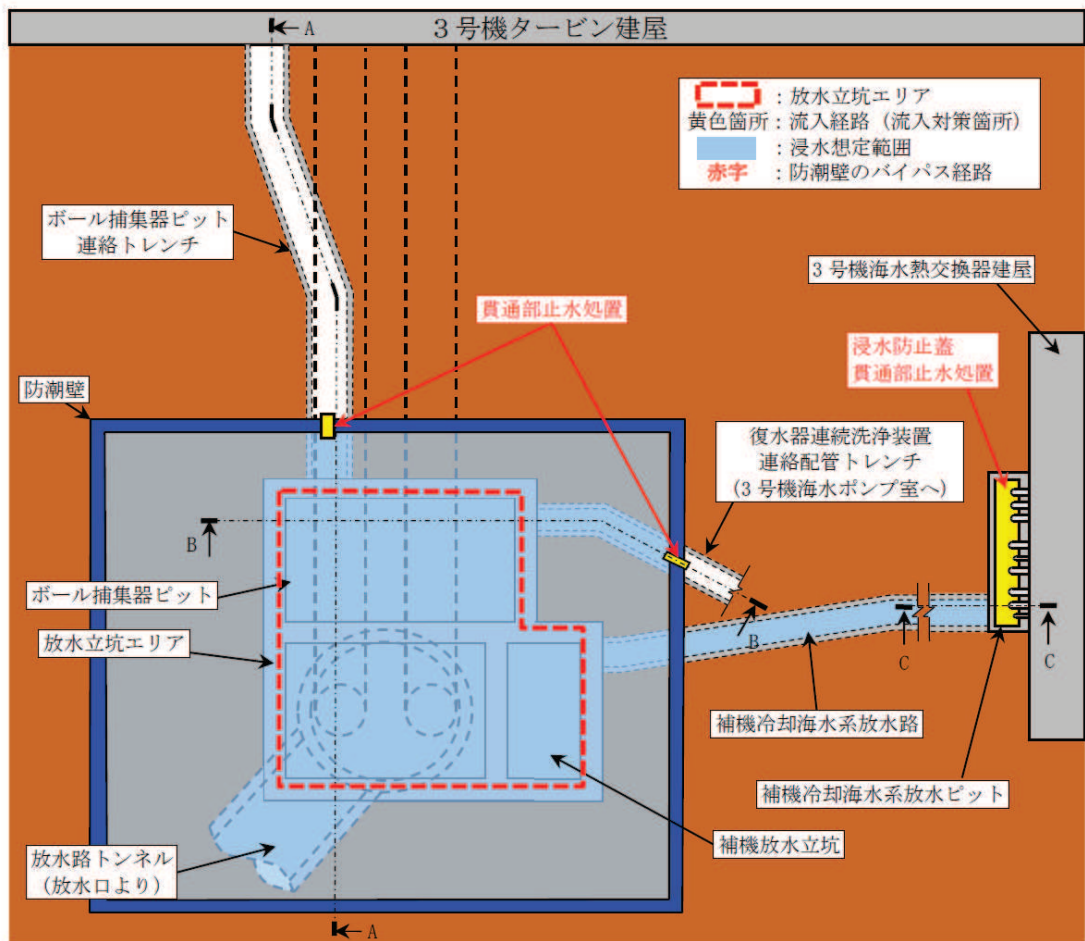 A
3号機タービン建屋
：放水立坑エリア
黄色箇所：流入経路（流入対策箇所）
：浸水想定範囲
赤字：防潮壁のバイパス経路
ボール捕集器ピット
連絡トレンチ
3号機海水熱交換器建屋
貫通部止水処置
浸水防止蓋
貫通部止水処置
防潮壁
復水器連続洗浄装置
連絡配管トレンチ
(3号機海水ポンプ室へ)
B
ボール捕集器ピット
B
放水立坑エリア
C
C
補機冷却海水系放水路
補機冷却海水系放水ピット
補機放水立坑
放水路トンネル
（放水口より）
A